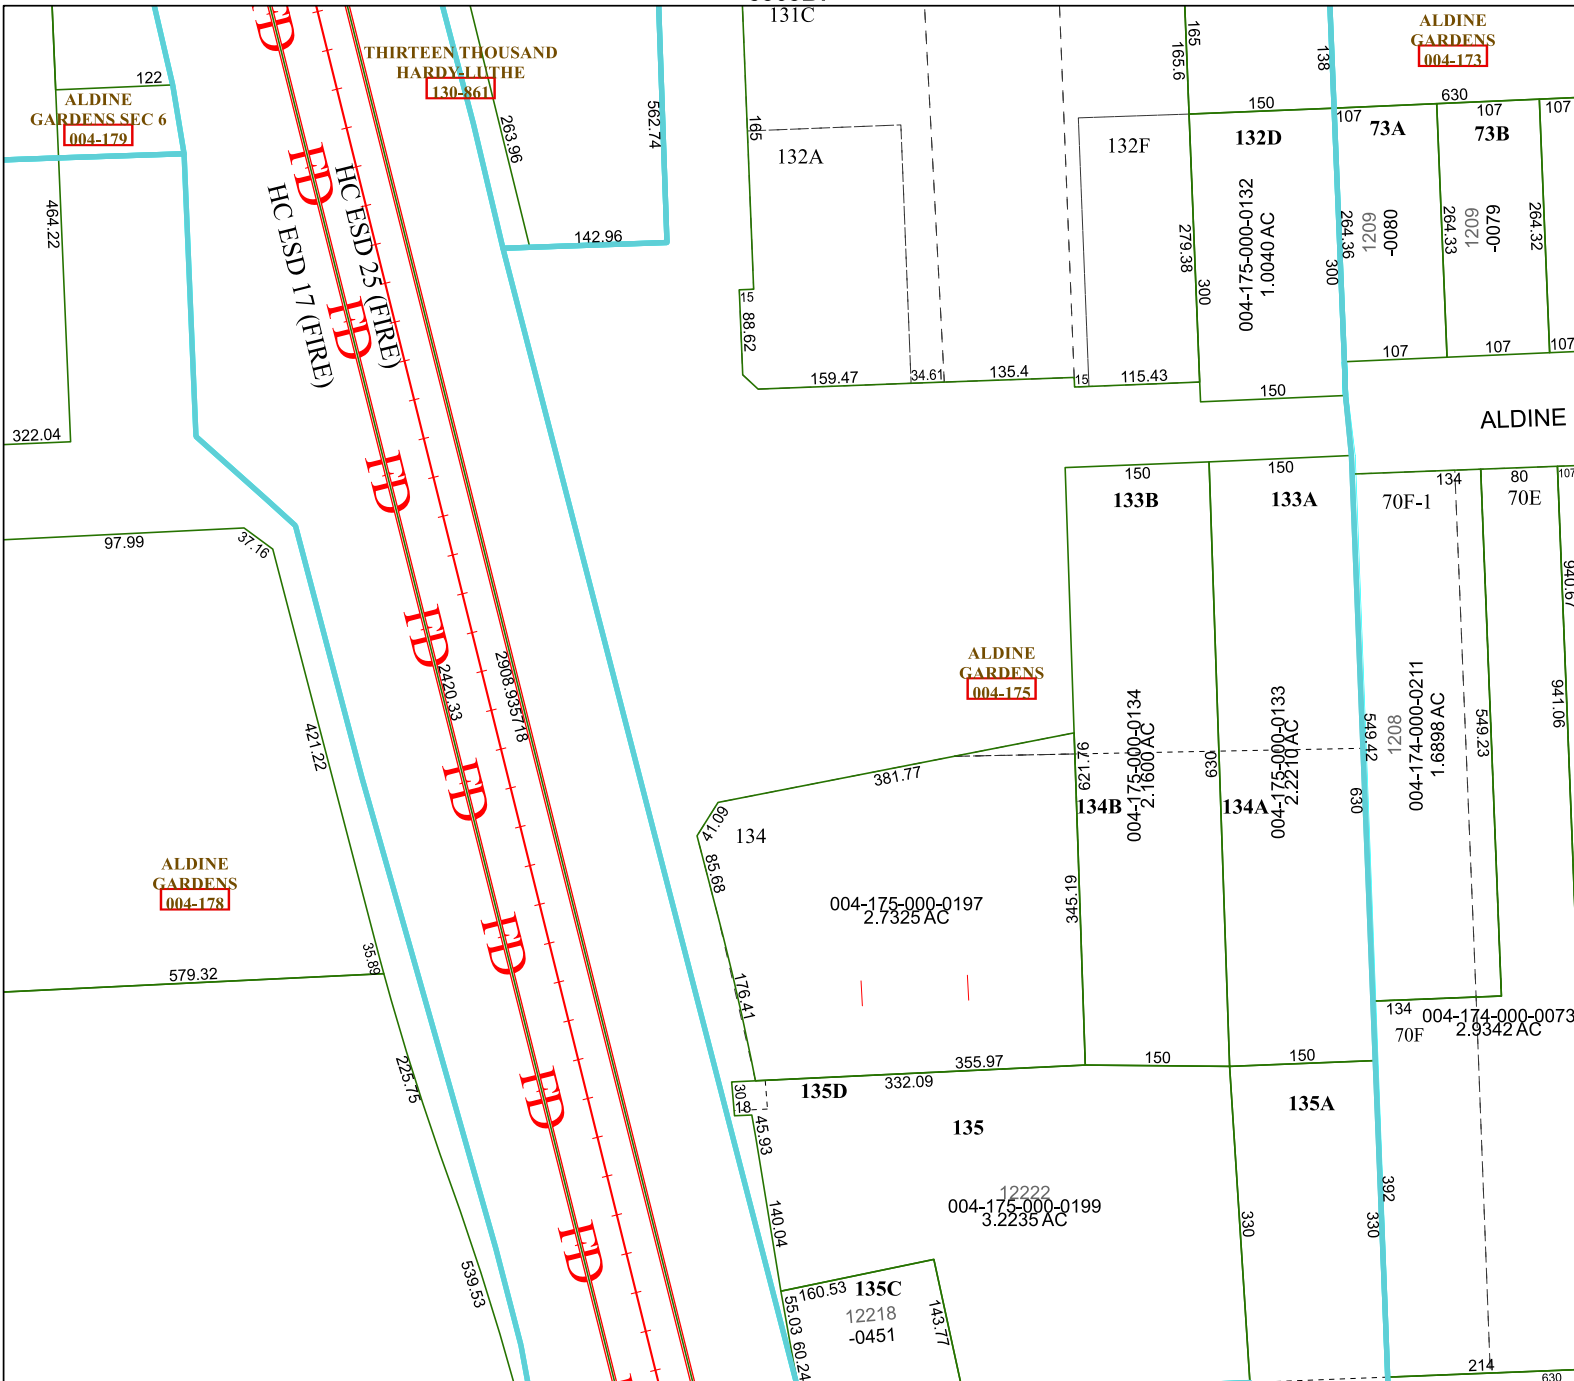 131C
165
165.6
138
ALDINE
GARDENS
004-173
THIRTEEN THOUSAND
HARDY-LUTHE
130-861
122
ALDINE
GARDENS SEC 6
004-179
263.96
562.74
165
132A
132F
150
132D
107
73A
630
107
73B
107
464.22
HC ESD 25 (FIRE)
HC ESD 17 (FIRE)
142.96
279.38
300
004-175-000-0132
1.0040 AC
300
264.36
1209
-0080
264.33
1209
-0079
264.32
15
88.62
159.47
34.61
135.4
15
115.43
150
107
107
107
322.04
ALDINE
150
133B
150
133A
134
70F-1
80
70E
107
97.99
37.16
940.67
ALDINE
GARDENS
004-175
2420.33
2908.935718
421.22
381.77
41.09
134
85.68
621.76
134B
004-175-000-0134
2.1600 AC
630
134A
004-175-000-0133
2.2210 AC
549.42
630
1208
004-174-000-0211
1.6898 AC
549.23
941.06
ALDINE
GARDENS
004-178
004-175-000-0197
2.7325 AC
345.19
35.89
579.32
176.41
134
004-174-000-0073
2.9342 AC
70F
355.97
332.09
150
150
135D
135
135A
225.75
18
45.93
12222
004-175-000-0199
3.2235 AC
140.04
330
330
392
539.53
160.53
135C
12218
-0451
55.03
60.24
143.77
214
630
FD
FD
FD
FD
FD
FD
FD
FD
FD